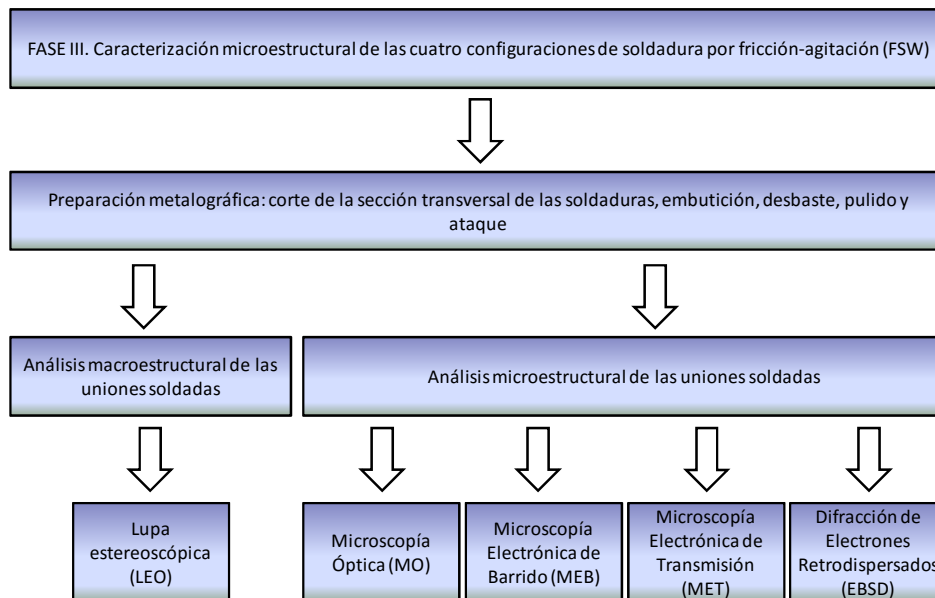 FASE III. Caracterización microestructural de las cuatro configuraciones de soldadura por fricción-agitación (FSW)
Preparación metalográfica: corte de la sección transversal de las soldaduras, embutición, desbaste, pulido y
ataque
Análisis macroestructural de las
uniones soldadas
Análisis microestructural de las uniones soldadas
Lupa
estereoscópica
(LEO)
Microscopía
Óptica (MO)
Microscopía
Electrónica de
Barrido (MEB)
Microscopía
Electrónica de
Transmisión
(MET)
Difracción de
Electrones
Retrodispersados
(EBSD)